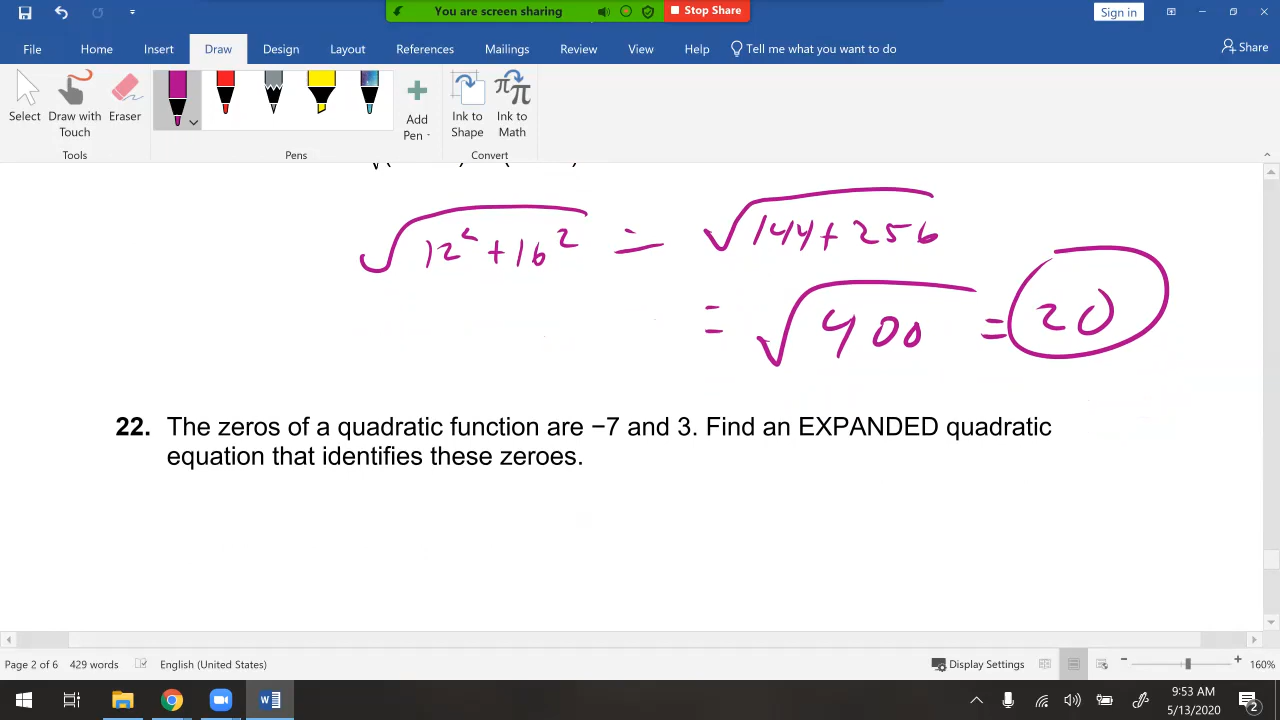 You are screen sharing
Stop Share
Sign in
File Home Insert Draw Design Layout References Mailings Review View Help Tell me what you want to do Share
Select Draw with Touch Eraser
Add Pen
Ink to Shape Ink to Math
Tools Pens Convert
√12² + 16² = √144 + 256
= √400 = 20
22. The zeros of a quadratic function are −7 and 3. Find an EXPANDED quadratic
equation that identifies these zeroes.
Page 2 of 6 429 words English (United States) Display Settings 160%
9:53 AM
5/13/2020
2